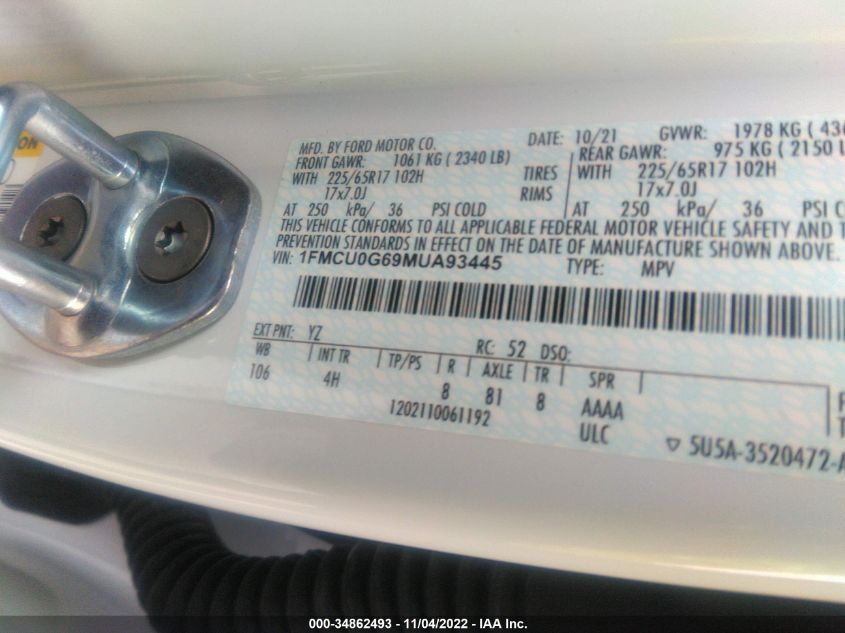 ON
MFD. BY FORD MOTOR CO. DATE: 10/21 GVWR: 1978 KG ( 436
FRONT GAWR: 1061 KG ( 2340 LB) REAR GAWR: 975 KG ( 2150 L
WITH 225/65R17 102H TIRES WITH 225/65R17 102H
17x7.0J RIMS 17x7.0J
AT 250 kPa/ 36 PSI COLD AT 250 kPa/ 36 PSI CO
THIS VEHICLE CONFORMS TO ALL APPLICABLE FEDERAL MOTOR VEHICLE SAFETY AND T
PREVENTION STANDARDS IN EFFECT ON THE DATE OF MANUFACTURE SHOWN ABOVE.
VIN: 1FMCU0G69MUA93445 TYPE: MPV
EXT PNT: YZ RC: 52 DSO:
WB INT TR TP/PS R AXLE TR SPR
106 4H 8 81 8 AAAA
1202110061192 ULC
▽ SU5A-3520472-A
000-34862493 - 11/04/2022 - IAA Inc.